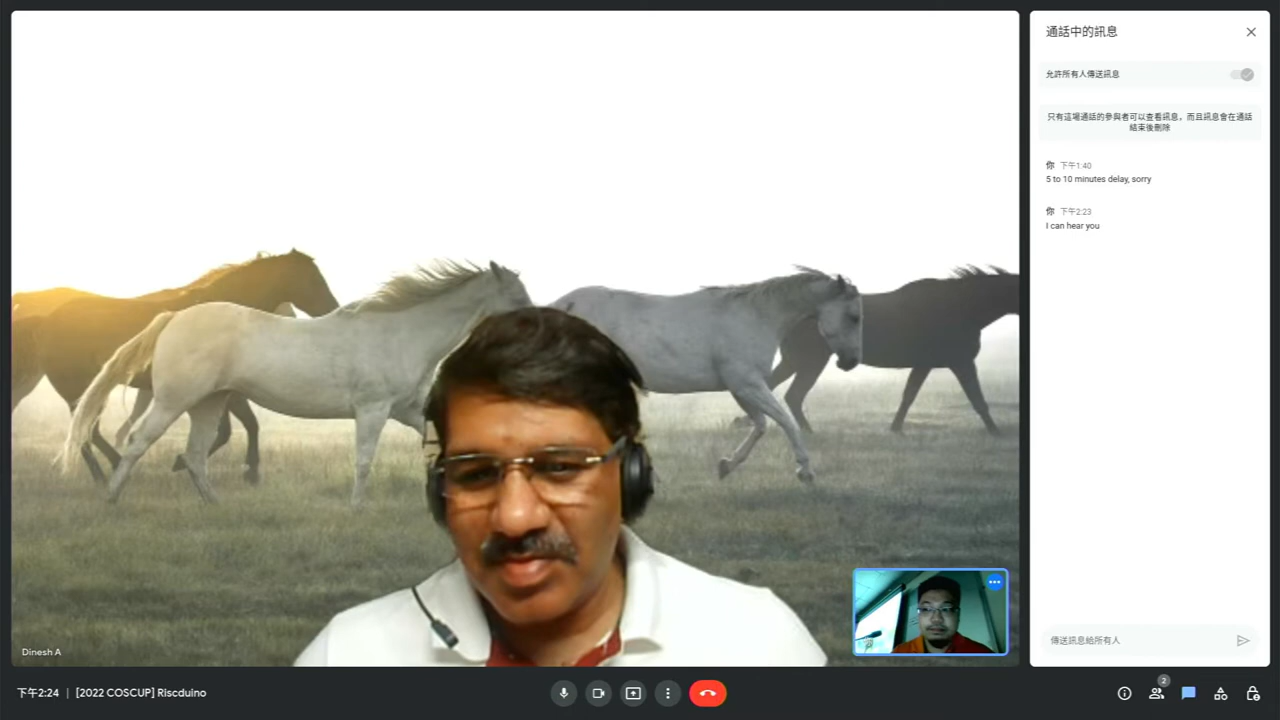 通話中的訊息
允許所有人傳送訊息
只有這場通話的參與者可以查看訊息，而且訊息會在通話
結束後刪除
你 下午1:40
5 to 10 minutes delay, sorry
你 下午2:23
I can hear you
傳送訊息給所有人
Dinesh A
下午2:24 | [2022 COSCUP] Riscduino
2